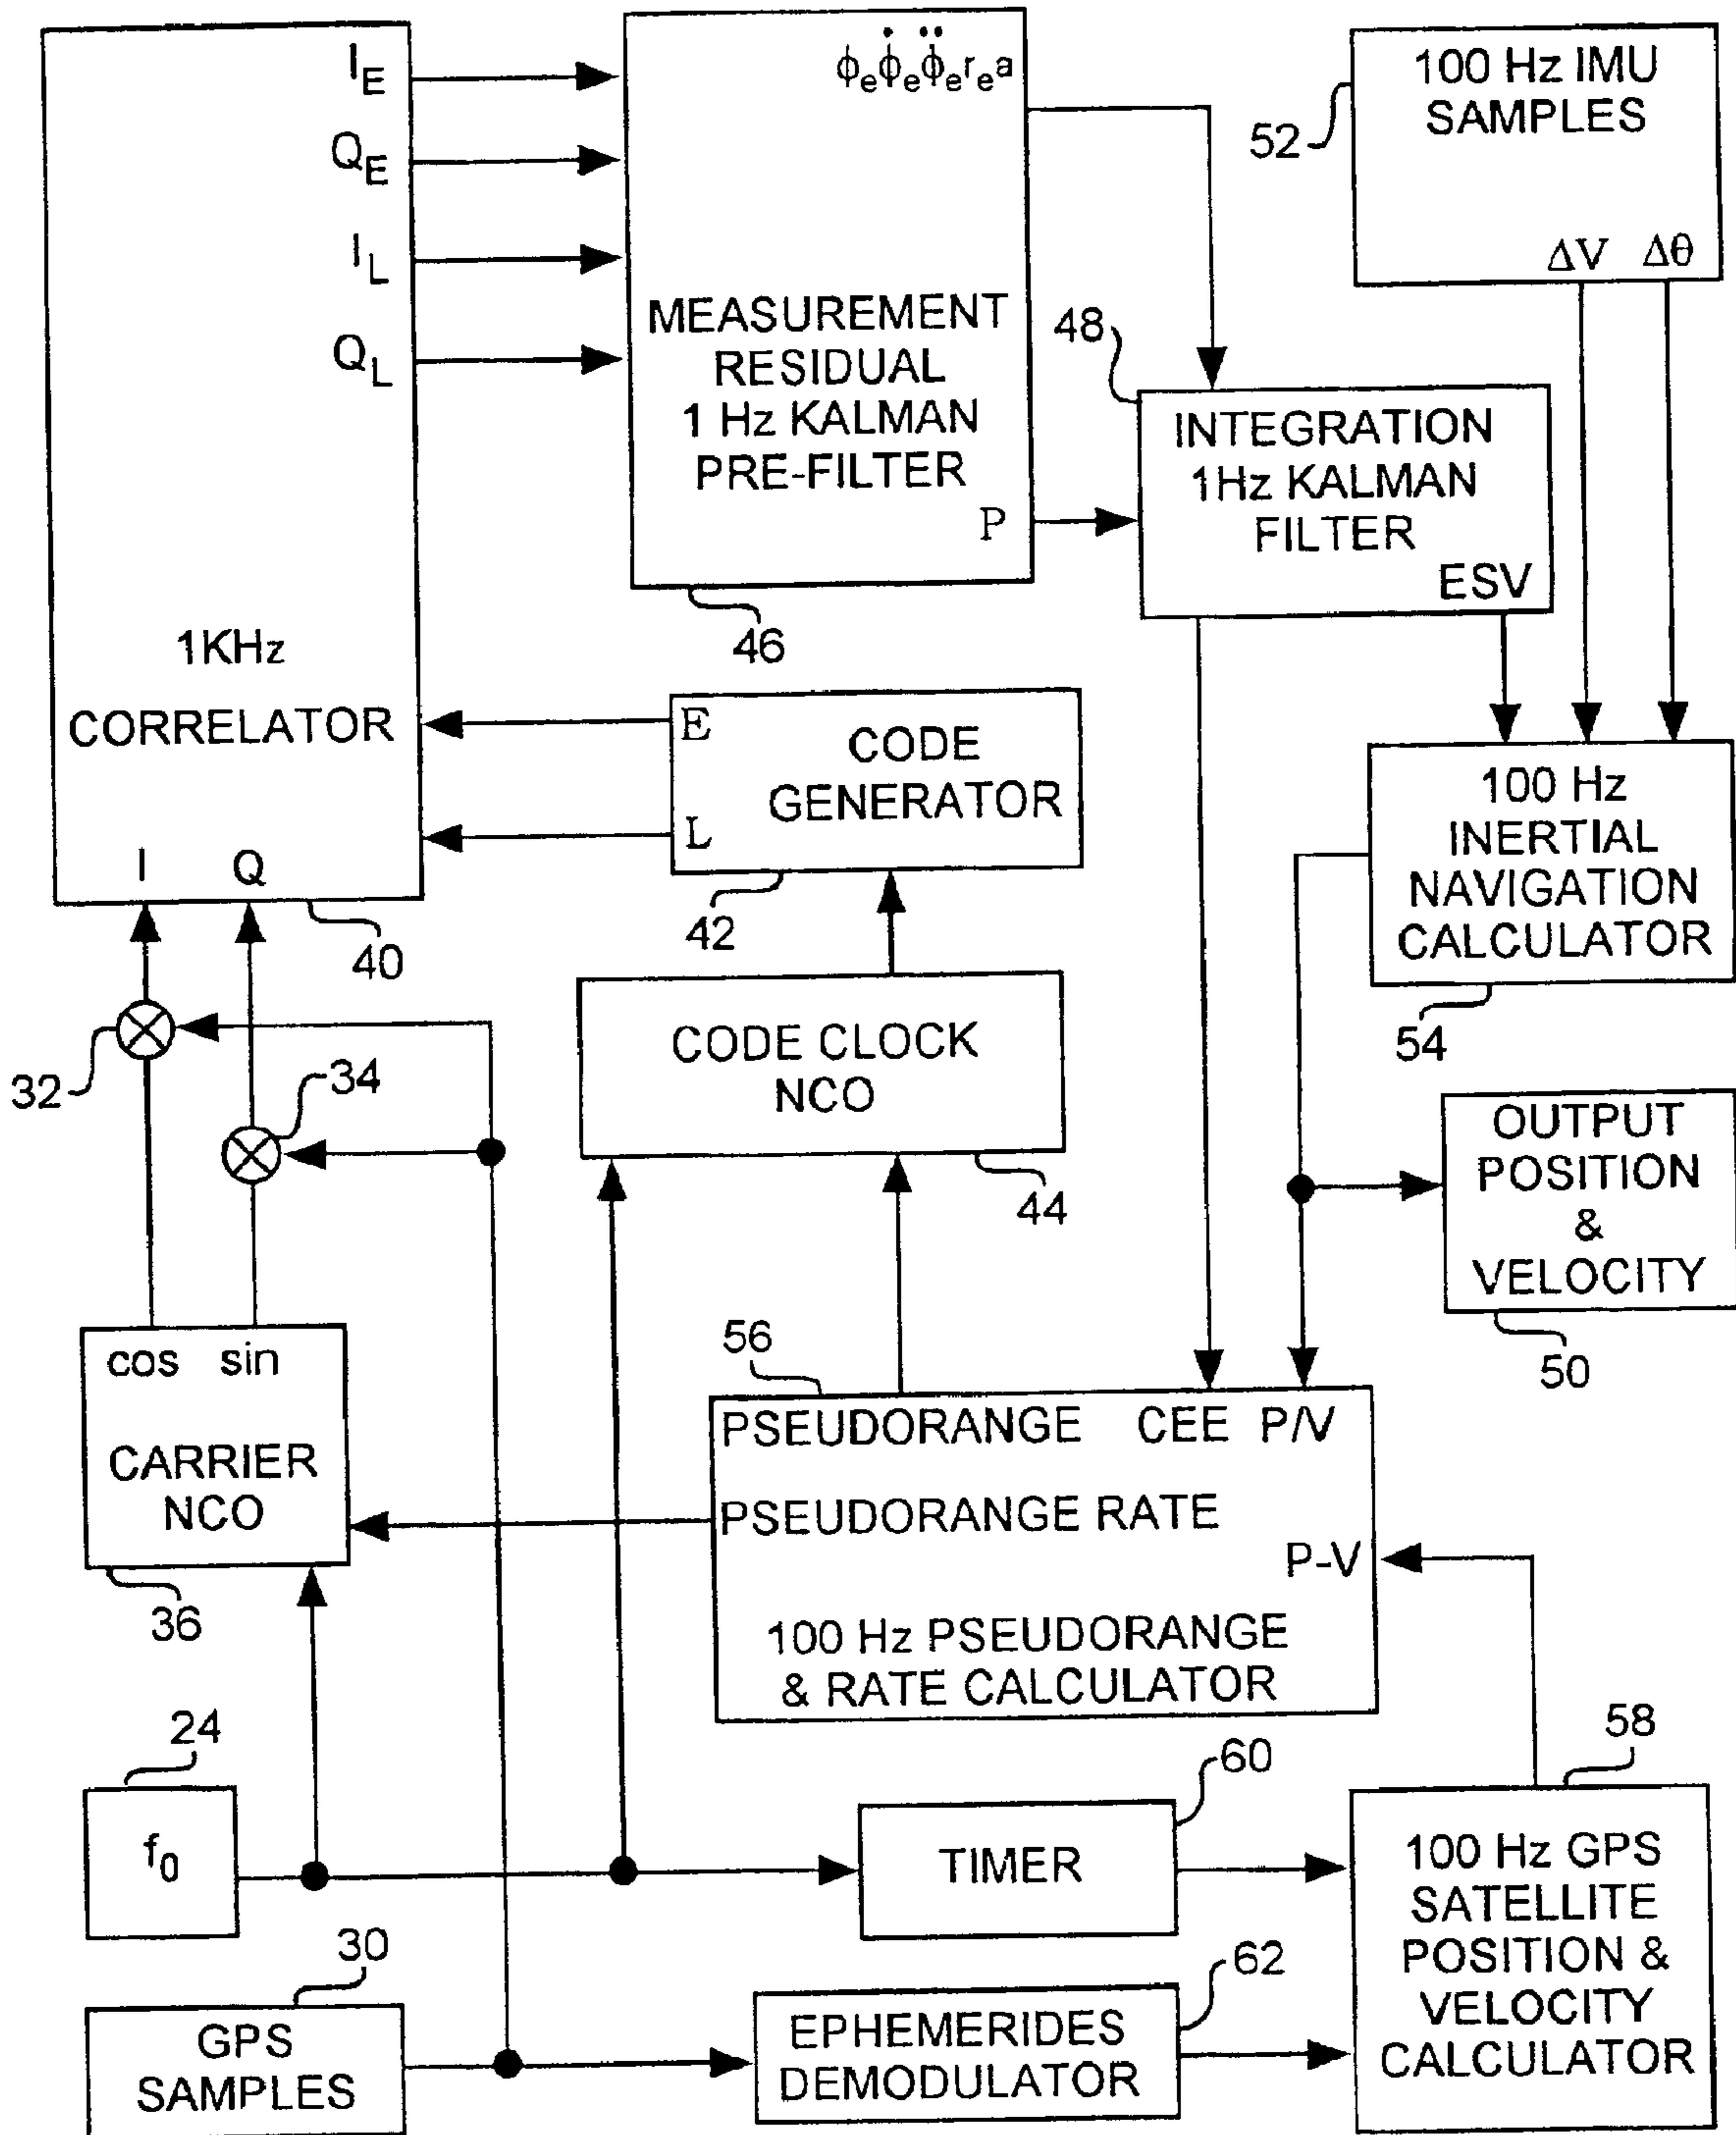 I_E
Q_E
I_L
Q_L
1KHz
CORRELATOR
I Q
40
ϕ_e ϕ̇_e ϕ̈_e r_e a
MEASUREMENT
RESIDUAL
1 Hz KALMAN
PRE-FILTER
P
46
100 Hz IMU
SAMPLES
ΔV Δθ
52
48
INTEGRATION
1Hz KALMAN
FILTER
ESV
E
L
CODE
GENERATOR
42
100 Hz
INERTIAL
NAVIGATION
CALCULATOR
54
32
34
CODE CLOCK
NCO
44
OUTPUT
POSITION
&
VELOCITY
50
cos sin
CARRIER
NCO
36
56
PSEUDORANGE CEE P/V
PSEUDORANGE RATE
P-V
100 Hz PSEUDORANGE
& RATE CALCULATOR
24
f_0
60
TIMER
58
100 Hz GPS
SATELLITE
POSITION &
VELOCITY
CALCULATOR
30
GPS
SAMPLES
62
EPHEMERIDES
DEMODULATOR